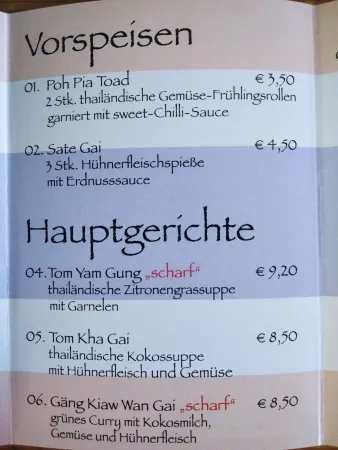 Vorspeisen
01. Poh Pia Toad € 3,50
2 Stk. thailändische Gemüse-Frühlingsrollen
garniert mit sweet-Chilli-Sauce
02. Sate Gai € 4,50
3 Stk. Hühnerfleischspieße
mit Erdnusssauce
Hauptgerichte
04. Tom Yam Gung „scharf“ € 9,20
thailändische Zitronengrassuppe
mit Garnelen
05. Tom Kha Gai € 8,50
thailändische Kokossuppe
mit Hühnerfleisch und Gemüse
06. Gäng Kiaw Wan Gai „scharf“ € 8,50
grünes Curry mit Kokosmilch,
Gemüse und Hühnerfleisch